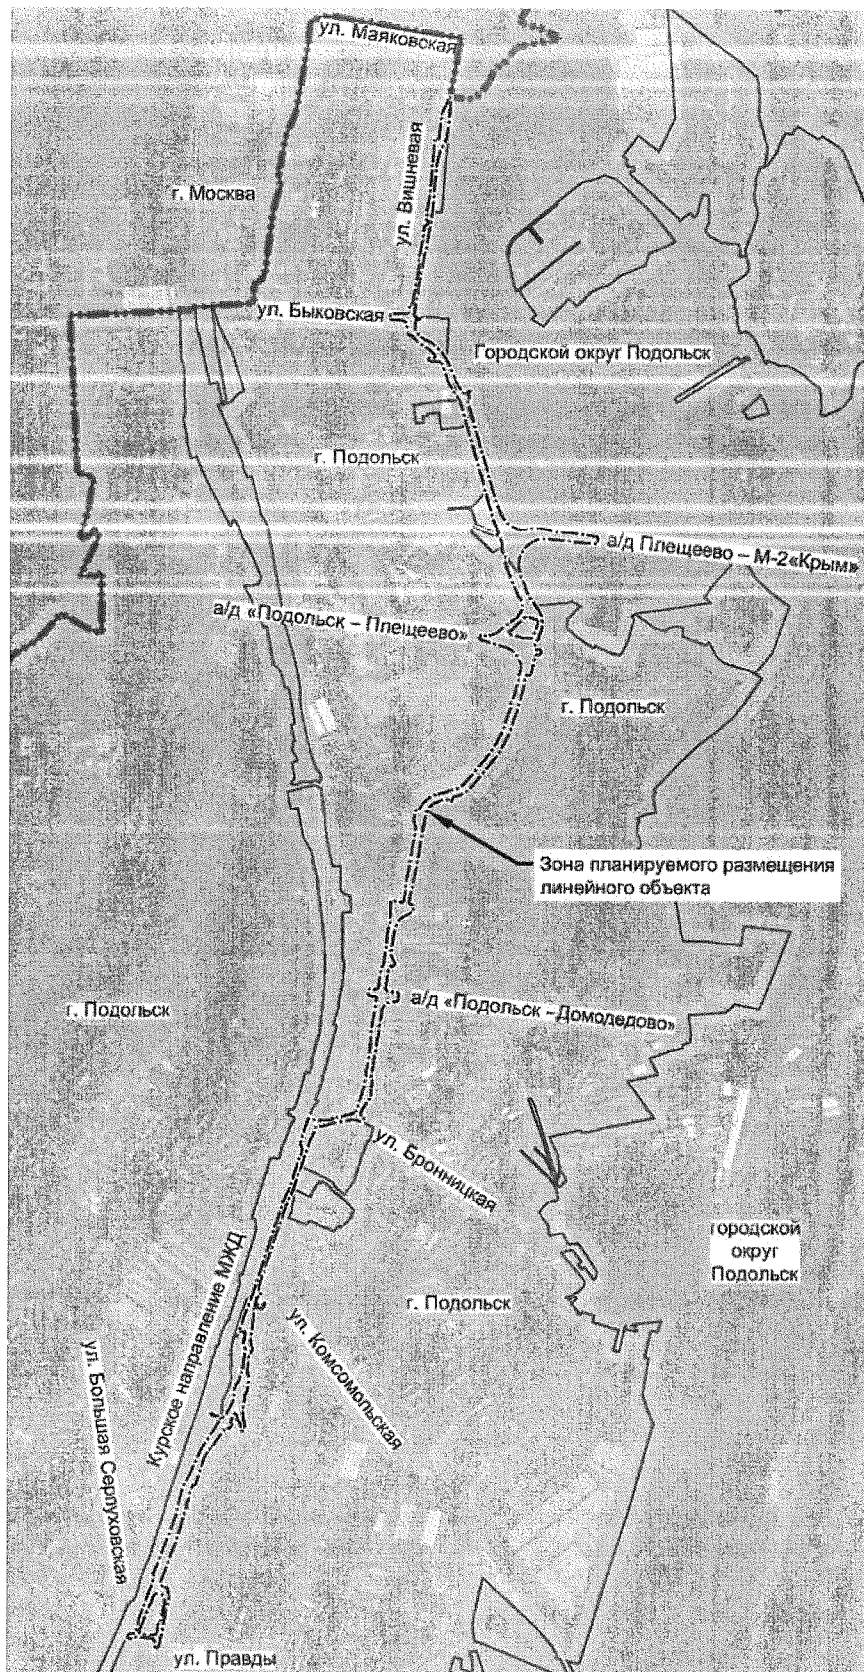 ул. Маяковская
ул. Вишневая
г. Москва
ул. Быковская
Городской округ Подольск
г. Подольск
а/д Плещеево – М-2«Крым»
а/д «Подольск – Плещеево»
г. Подольск
Зона планируемого размещения
линейного объекта
г. Подольск
а/д «Подольск –Домодедово»
ул. Бронницкая
городской
округ
Подольск
Курское направление МЖД
г. Подольск
ул. Комсомольская
ул. Большая Серпуховская
ул. Правды